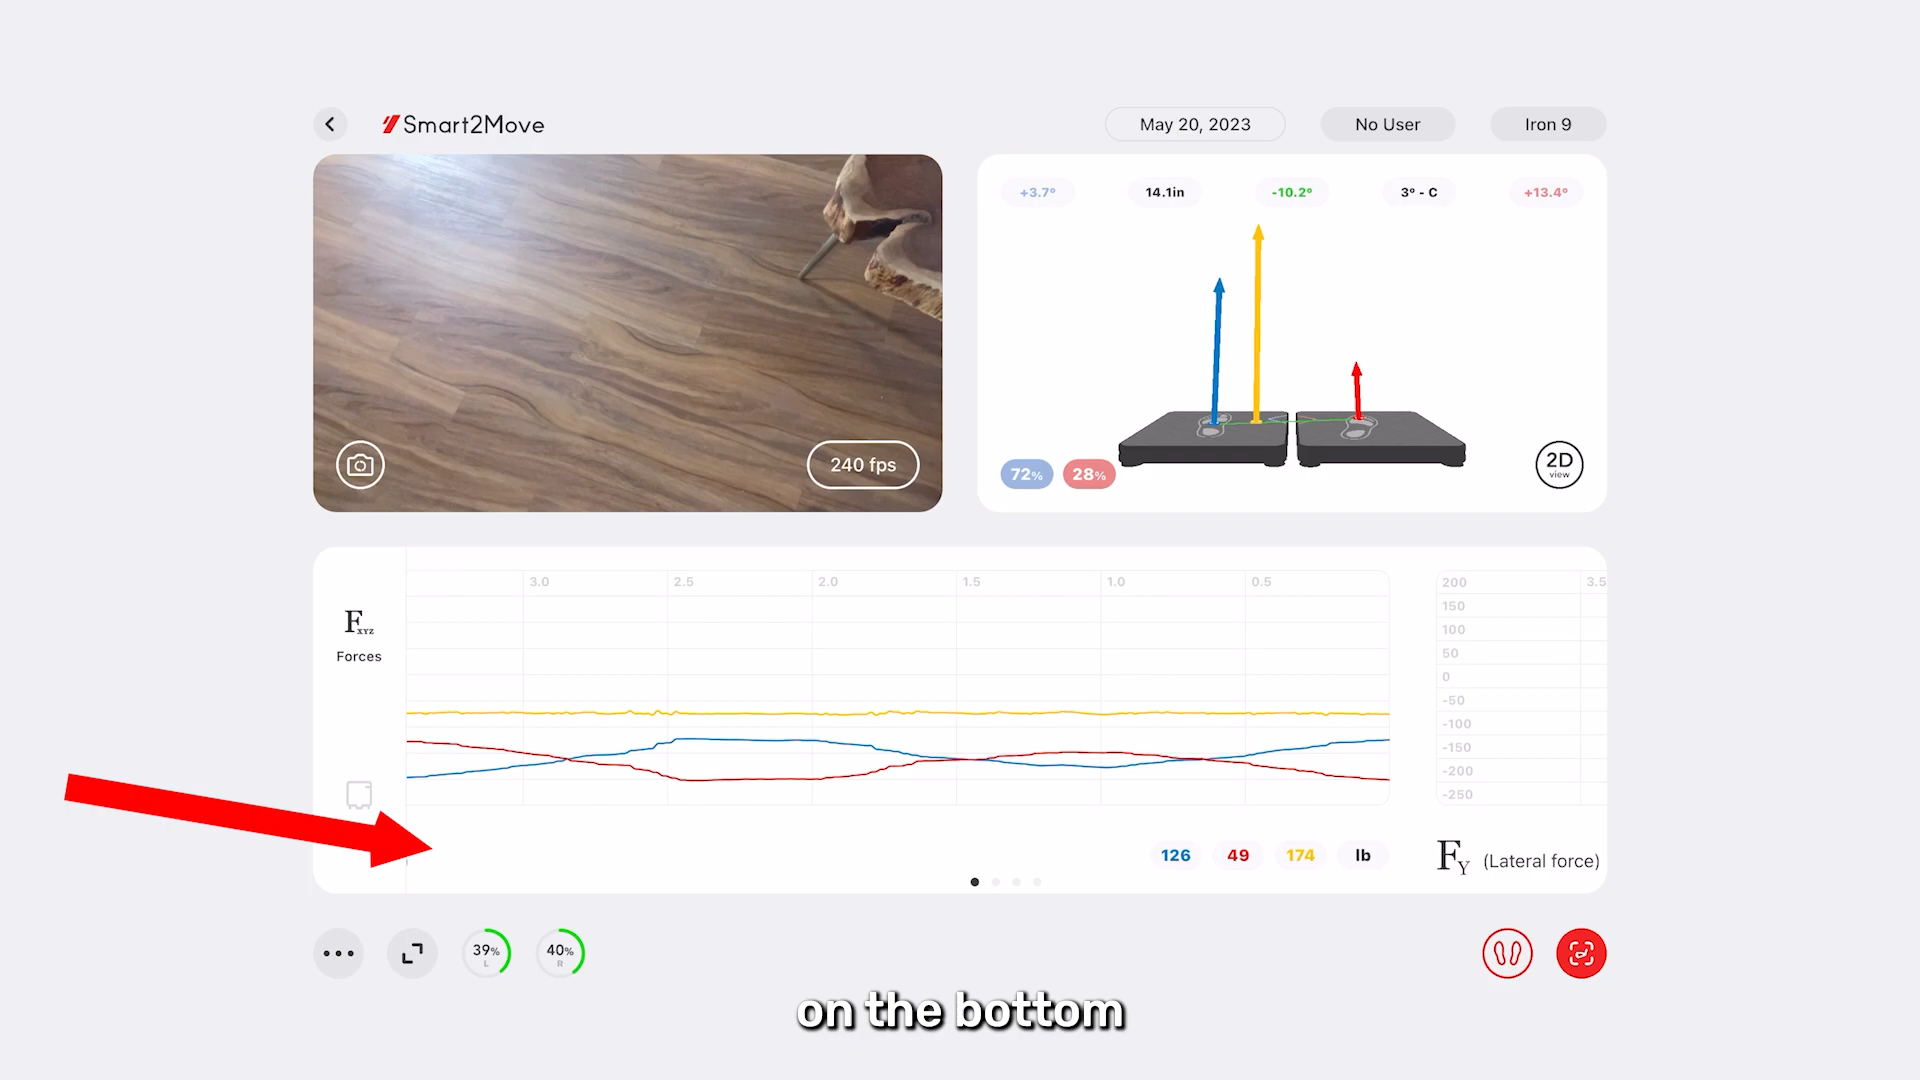 Smart2Move
May 20, 2023
No User
Iron 9
+3.7°
14.1in
-10.2°
3° - C
+13.4°
240 fps
72%
28%
2D
view
Fxyz
Forces
3.0
2.5
2.0
1.5
1.0
0.5
200
150
100
50
0
-50
-100
-150
-200
-250
3.5
126
49
174
lb
FY (Lateral force)
39%
L
40%
R
on the bottom